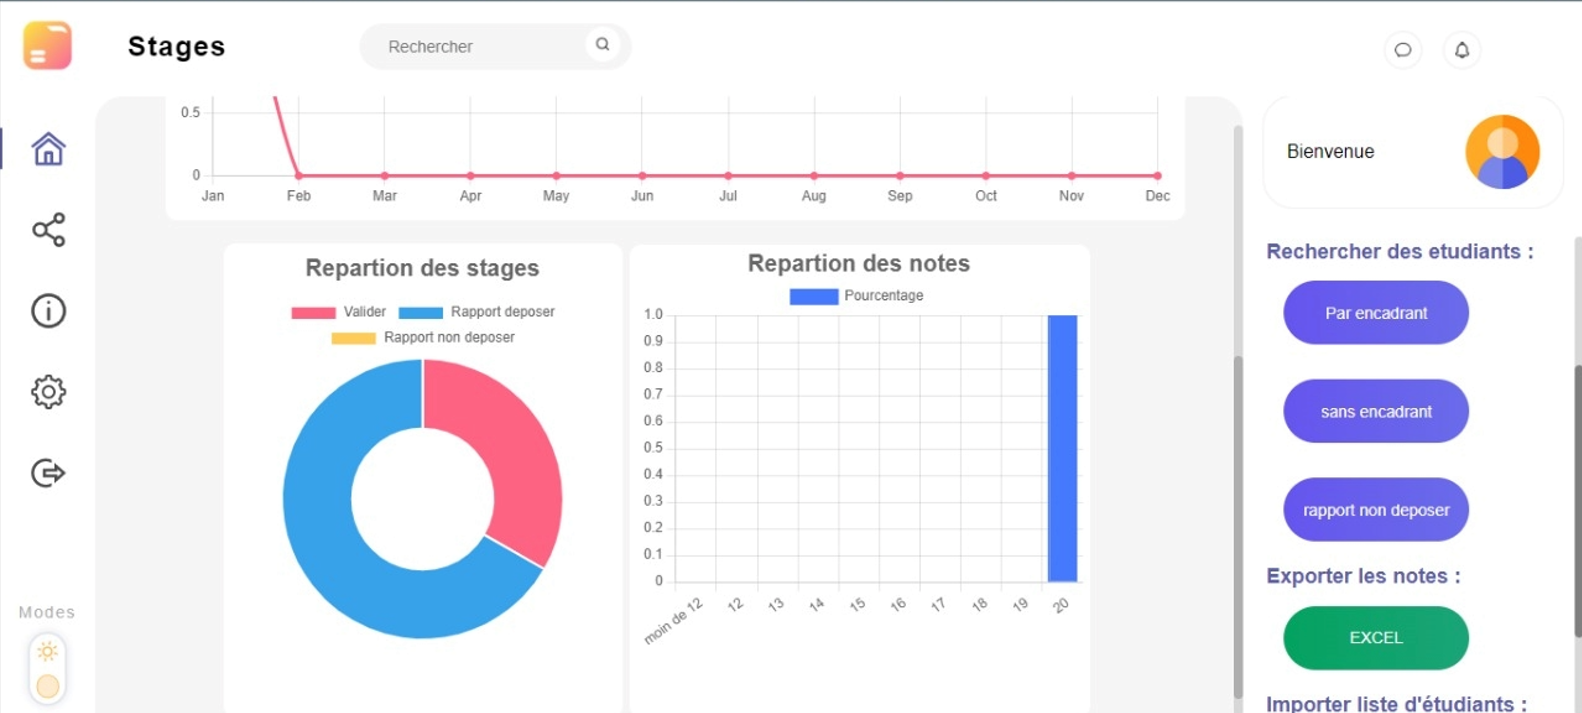 Stages
Rechercher
0.5
0
Jan Feb Mar Apr May Jun Jul Aug Sep Oct Nov Dec
Bienvenue
Repartion des stages
Valider Rapport deposer
Rapport non deposer
Repartion des notes
Pourcentage
1.0
0.9
0.8
0.7
0.6
0.5
0.4
0.3
0.2
0.1
0
moin de 12 12 13 14 15 16 17 18 19 20
Rechercher des etudiants :
Par encadrant
sans encadrant
rapport non deposer
Exporter les notes :
EXCEL
Importer liste d'étudiants :
Modes